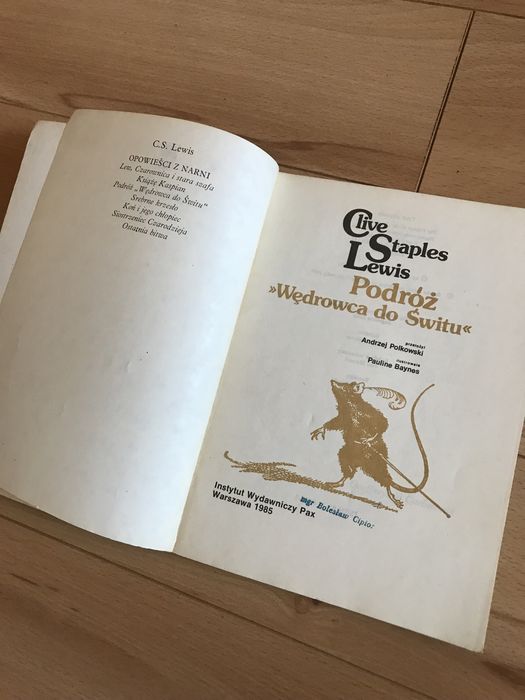 C.S. Lewis
OPOWIEŚCI Z NARNI
Lew, Czarownica i stara szafa
Książę Kaspian
Podróż „Wędrowca do Świtu”
Srebrne krzesło
Koń i jego chłopiec
Siostrzeniec Czarodzieja
Ostatnia bitwa
Clive
Staples
Lewis
Podróż
»Wędrowca do Świtu«
przełożył
Andrzej Polkowski
ilustrowała
Pauline Baynes
Instytut Wydawniczy Pax
Warszawa 1985
mgr Bolesław